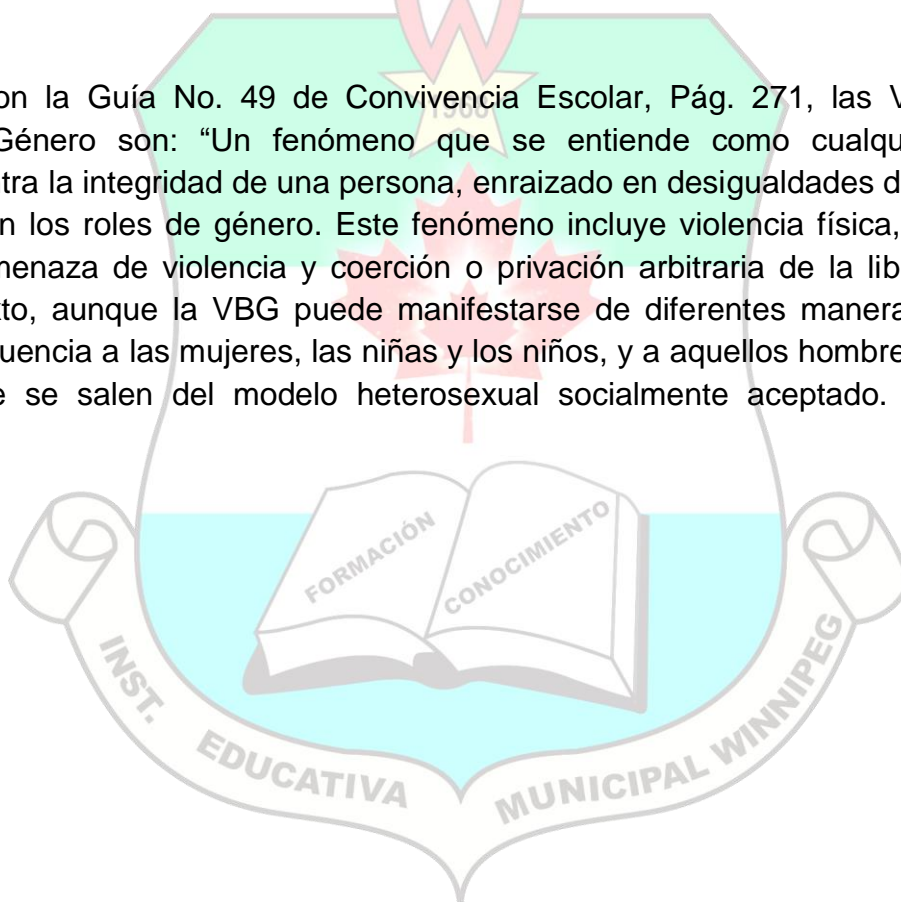 on la Guía No. 49 de Convivencia Escolar, Pág. 271, las V
Género son: “Un fenómeno que se entiende como cualqu
tra la integridad de una persona, enraizado en desigualdades d
n los roles de género. Este fenómeno incluye violencia física,
menaza de violencia y coerción o privación arbitraria de la lib
to, aunque la VBG puede manifestarse de diferentes manera
uencia a las mujeres, las niñas y los niños, y a aquellos hombre
e se salen del modelo heterosexual socialmente aceptado.
FORMACIÓN
CONOCIMIENTO
INST. EDUCATIVA MUNICIPAL WINNIPEG